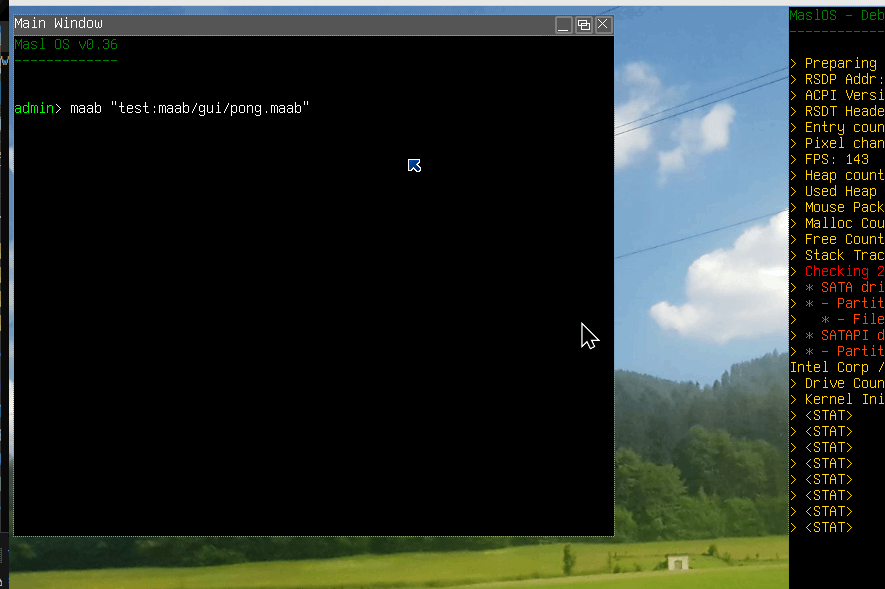 Main Window
Masl OS v0.36
-------------
admin> maab "test:maab/gui/pong.maab"
MaslOS - Deb
------------
> Preparing
> RSDP Addr:
> ACPI Versi
> RSDT Heade
> Entry coun
> Pixel chan
> FPS: 143
> Heap count
> Used Heap
> Mouse Pack
> Malloc Cou
> Free Count
> Stack Trac
> Checking 2
> * SATA dri
> * - Partit
>   * - File
> * SATAPI d
> * - Partit
Intel Corp /
> Drive Coun
> Kernel Ini
> <STAT>
> <STAT>
> <STAT>
> <STAT>
> <STAT>
> <STAT>
> <STAT>
> <STAT>